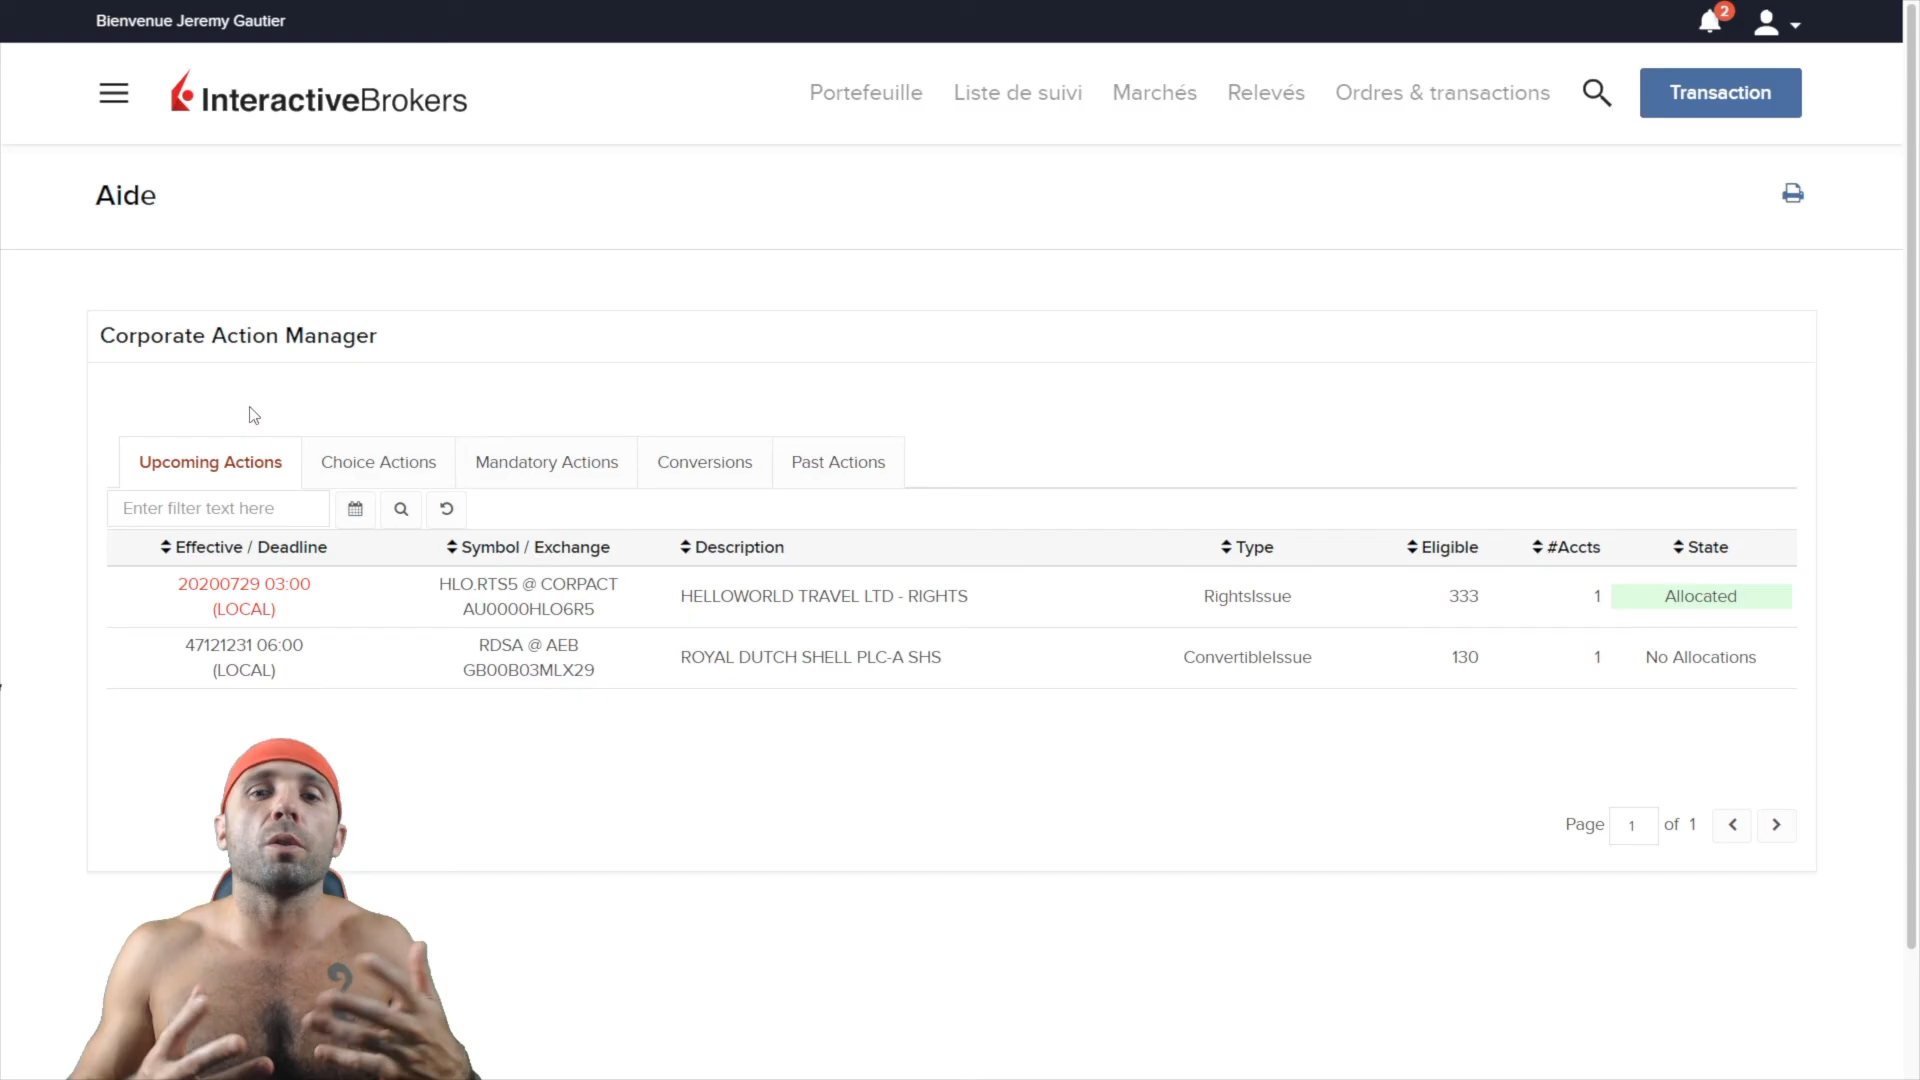 Bienvenue Jeremy Gautier
2
InteractiveBrokers
Portefeuille Liste de suivi Marchés Relevés Ordres & transactions
Transaction
Aide
Corporate Action Manager
Upcoming Actions Choice Actions Mandatory Actions Conversions Past Actions
Enter filter text here
Effective / Deadline Symbol / Exchange Description Type Eligible #Accts State
20200729 03:00 HLO.RTS5 @ CORPACT
(LOCAL) AU0000HLO6R5 HELLOWORLD TRAVEL LTD - RIGHTS RightsIssue 333 1 Allocated
47121231 06:00 RDSA @ AEB
(LOCAL) GB00B03MLX29 ROYAL DUTCH SHELL PLC-A SHS ConvertibleIssue 130 1 No Allocations
Page 1 of 1